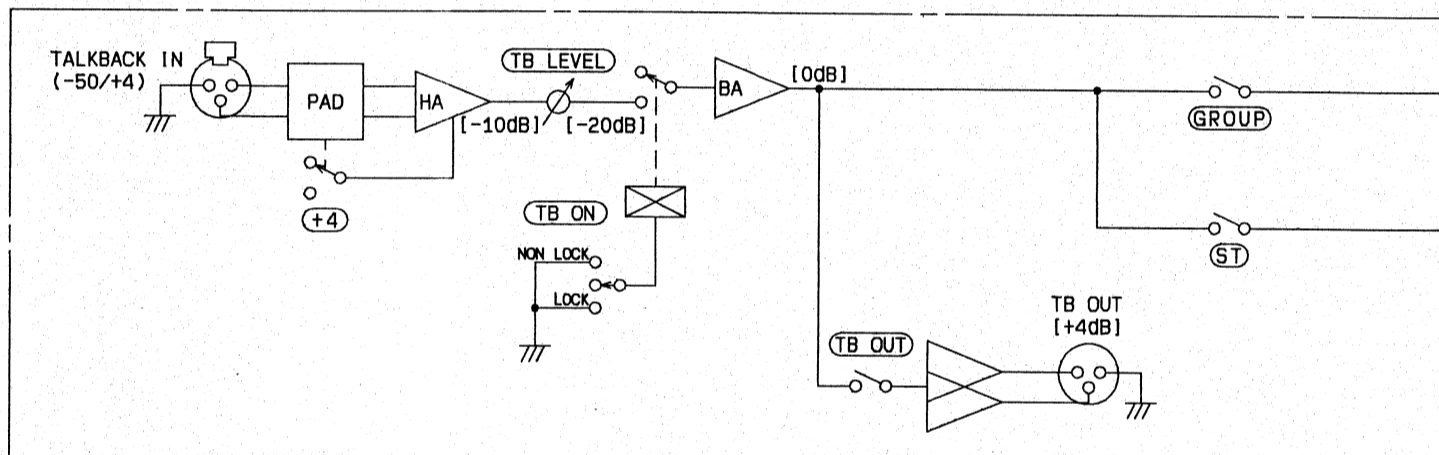 TALKBACK IN
(-50/+4)
PAD
+4
HA
[-10dB]
TB LEVEL
[-20dB]
BA
[0dB]
GROUP
ST
TB ON
NON LOCK
LOCK
TB OUT
TB OUT
[+4dB]